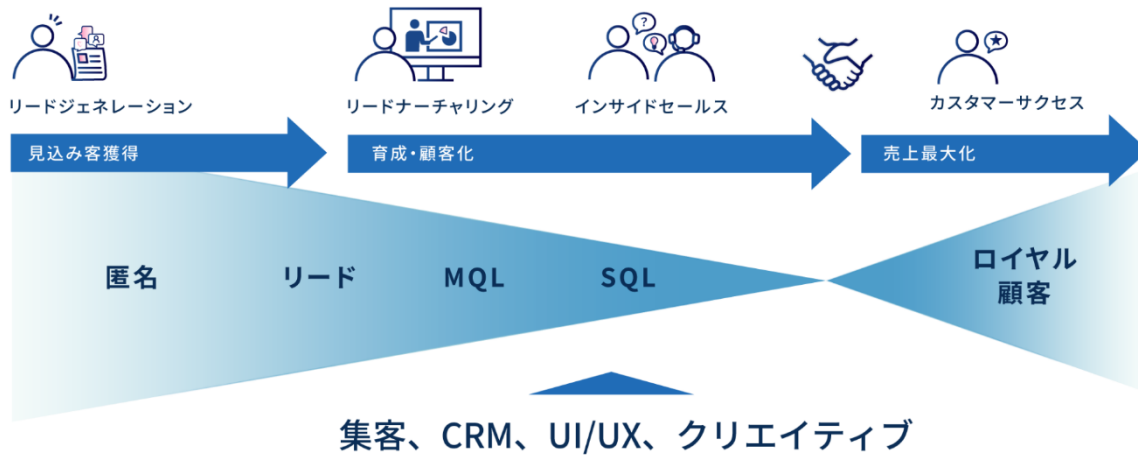 リードジェネレーション
リードナーチャリング
インサイドセールス
カスタマーサクセス
見込み客獲得
育成・顧客化
売上最大化
匿名
リード
MQL
SQL
ロイヤル
顧客
集客、CRM、UI/UX、クリエイティブ